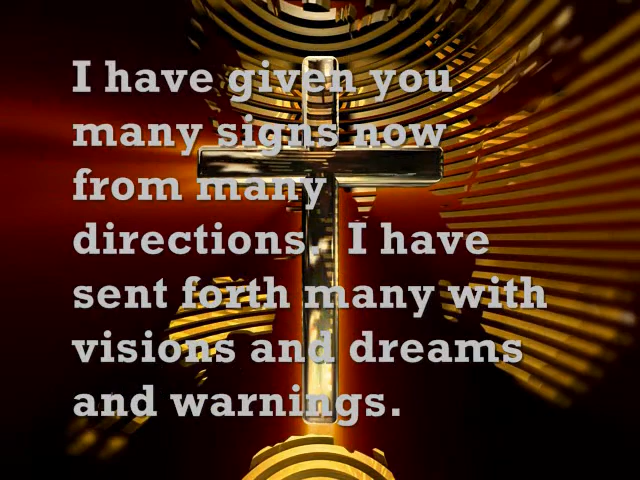 I have given you
many signs now
from many
directions.  I have
sent forth many with
visions and dreams
and warnings.